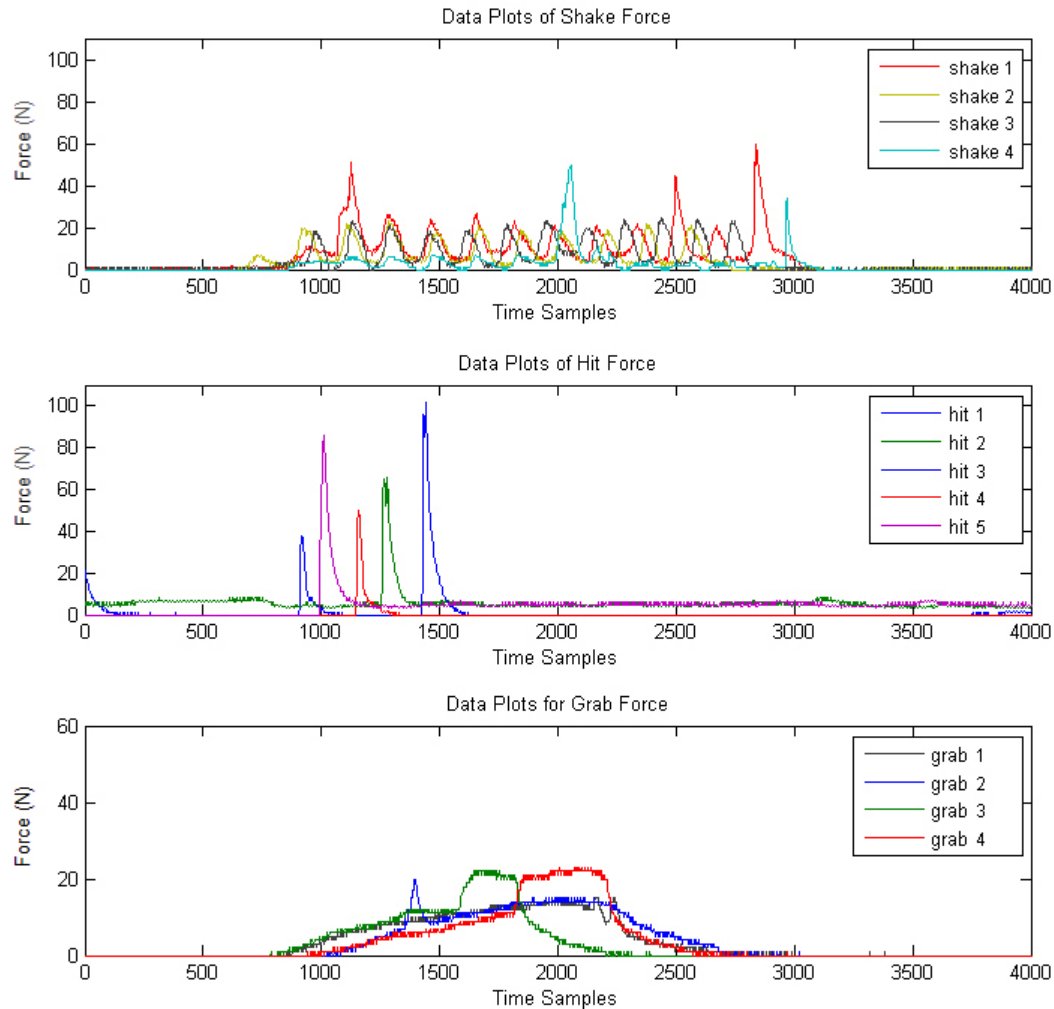 Data Plots of Shake Force
100
80
60
40
20
0
Force (N)
shake 1
shake 2
shake 3
shake 4
0 500 1000 1500 2000 2500 3000 3500 4000
Time Samples
Data Plots of Hit Force
100
80
60
40
20
0
Force (N)
hit 1
hit 2
hit 3
hit 4
hit 5
0 500 1000 1500 2000 2500 3000 3500 4000
Time Samples
Data Plots for Grab Force
60
40
20
0
Force (N)
grab 1
grab 2
grab 3
grab 4
0 500 1000 1500 2000 2500 3000 3500 4000
Time Samples